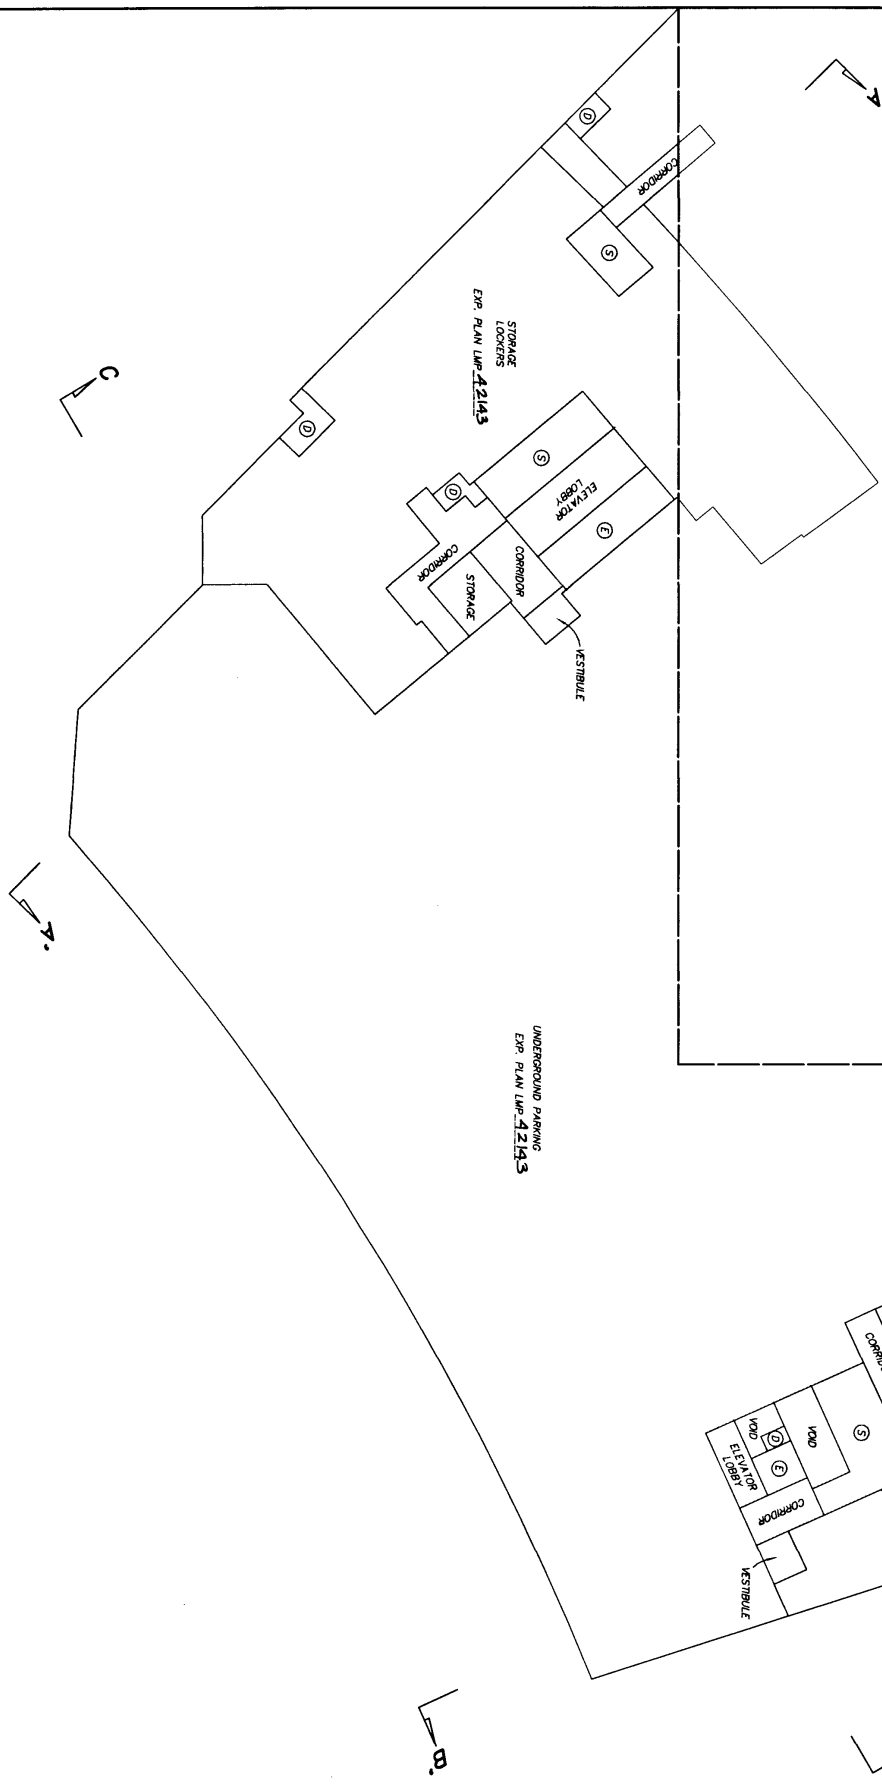 A
D
CORRIDOR
S
STORAGE
LOCKERS
EXP. PLAN LMP 42143
C
D
S
ELEVATOR
LOBBY
E
D
CORRIDOR
CORRIDOR
STORAGE
VESTIBULE
A'
UNDERGROUND PARKING
EXP. PLAN LMP 42143
S
VOID
VOID
D
E
ELEVATOR
LOBBY
CORRIDOR
VESTIBULE
B'